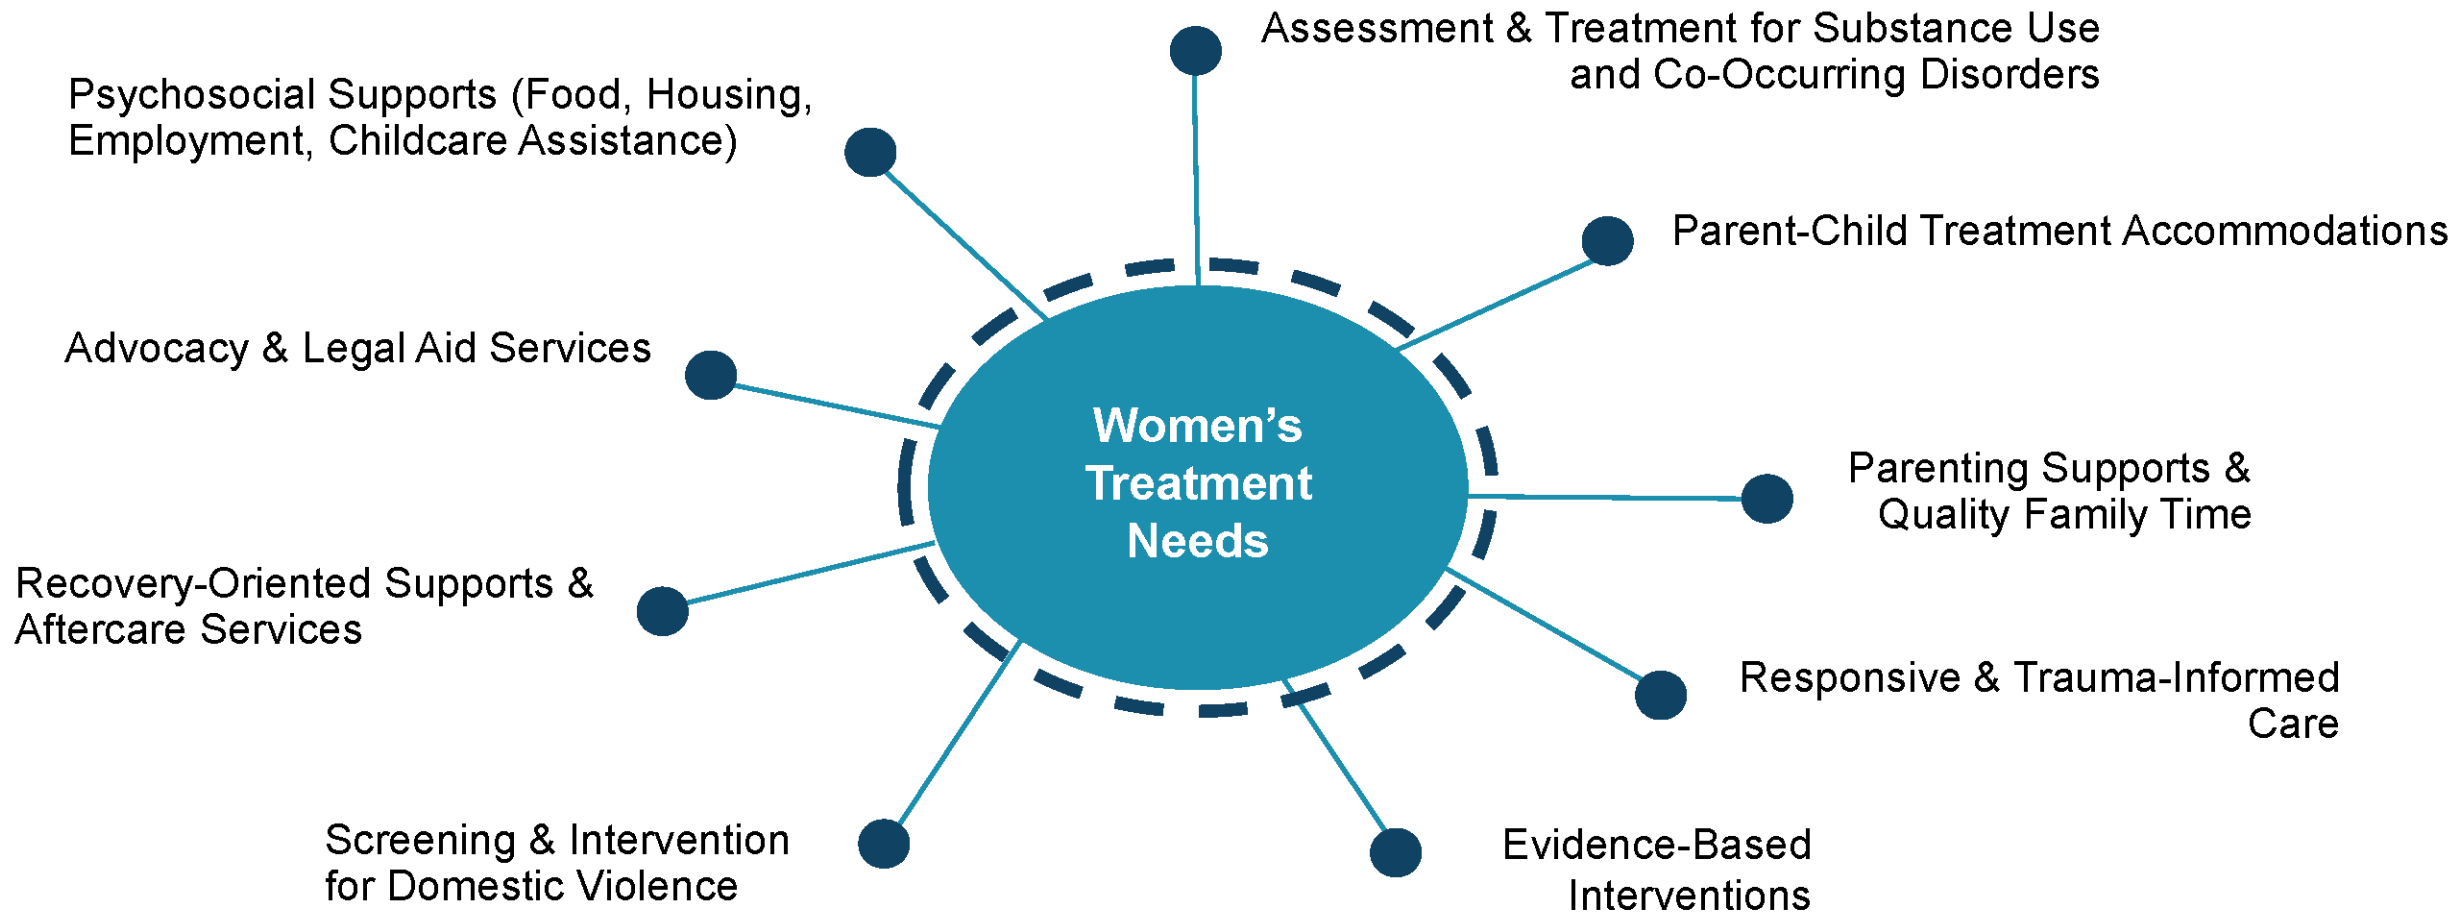 Assessment & Treatment for Substance Use
and Co-Occurring Disorders
Psychosocial Supports (Food, Housing,
Employment, Childcare Assistance)
Parent-Child Treatment Accommodations
Advocacy & Legal Aid Services
Women’s
Treatment
Needs
Parenting Supports &
Quality Family Time
Recovery-Oriented Supports &
Aftercare Services
Responsive & Trauma-Informed
Care
Screening & Intervention
for Domestic Violence
Evidence-Based
Interventions